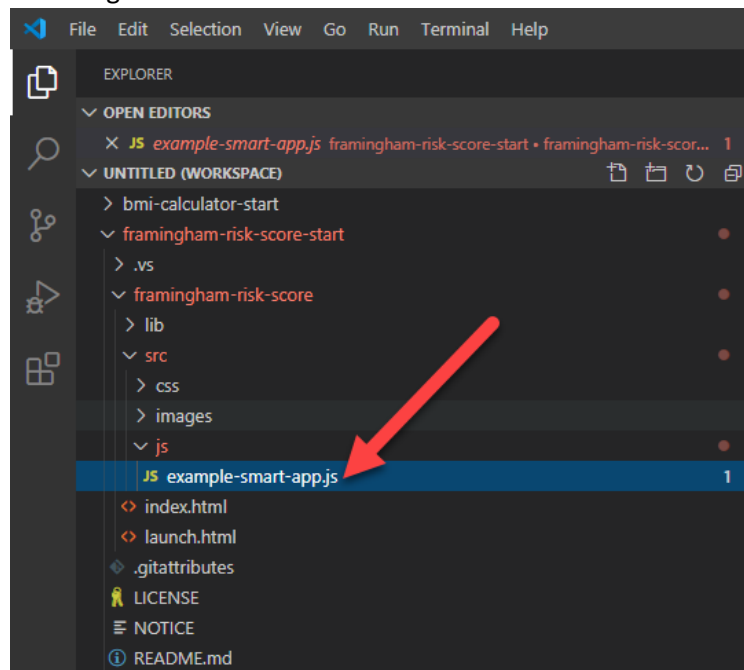 File Edit Selection View Go Run Terminal Help
EXPLORER
OPEN EDITORS
JS example-smart-app.js framingham-risk-score-start • framingham-risk-scor... 1
UNTITLED (WORKSPACE)
bmi-calculator-start
framingham-risk-score-start
.vs
framingham-risk-score
lib
src
css
images
js
JS example-smart-app.js 1
index.html
launch.html
.gitattributes
LICENSE
NOTICE
README.md